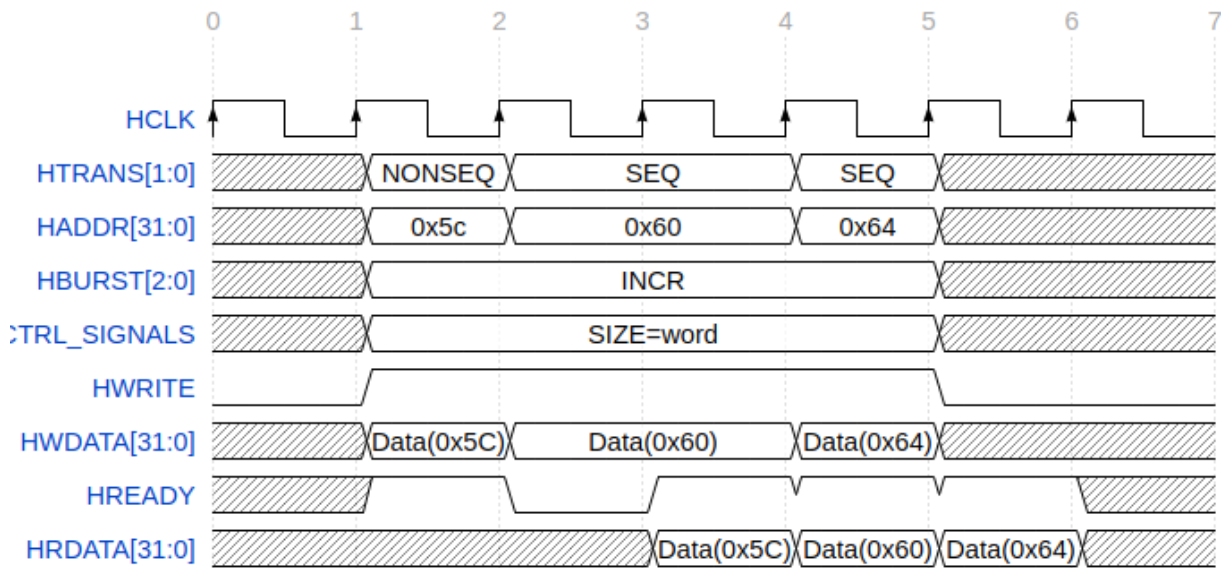 0 1 2 3 4 5 6 7
HCLK
HTRANS[1:0] NONSEQ SEQ SEQ
HADDR[31:0] 0x5c 0x60 0x64
HBURST[2:0] INCR
CTRL_SIGNALS SIZE=word
HWRITE
HWDATA[31:0] Data(0x5C) Data(0x60) Data(0x64)
HREADY
HRDATA[31:0] Data(0x5C) Data(0x60) Data(0x64)